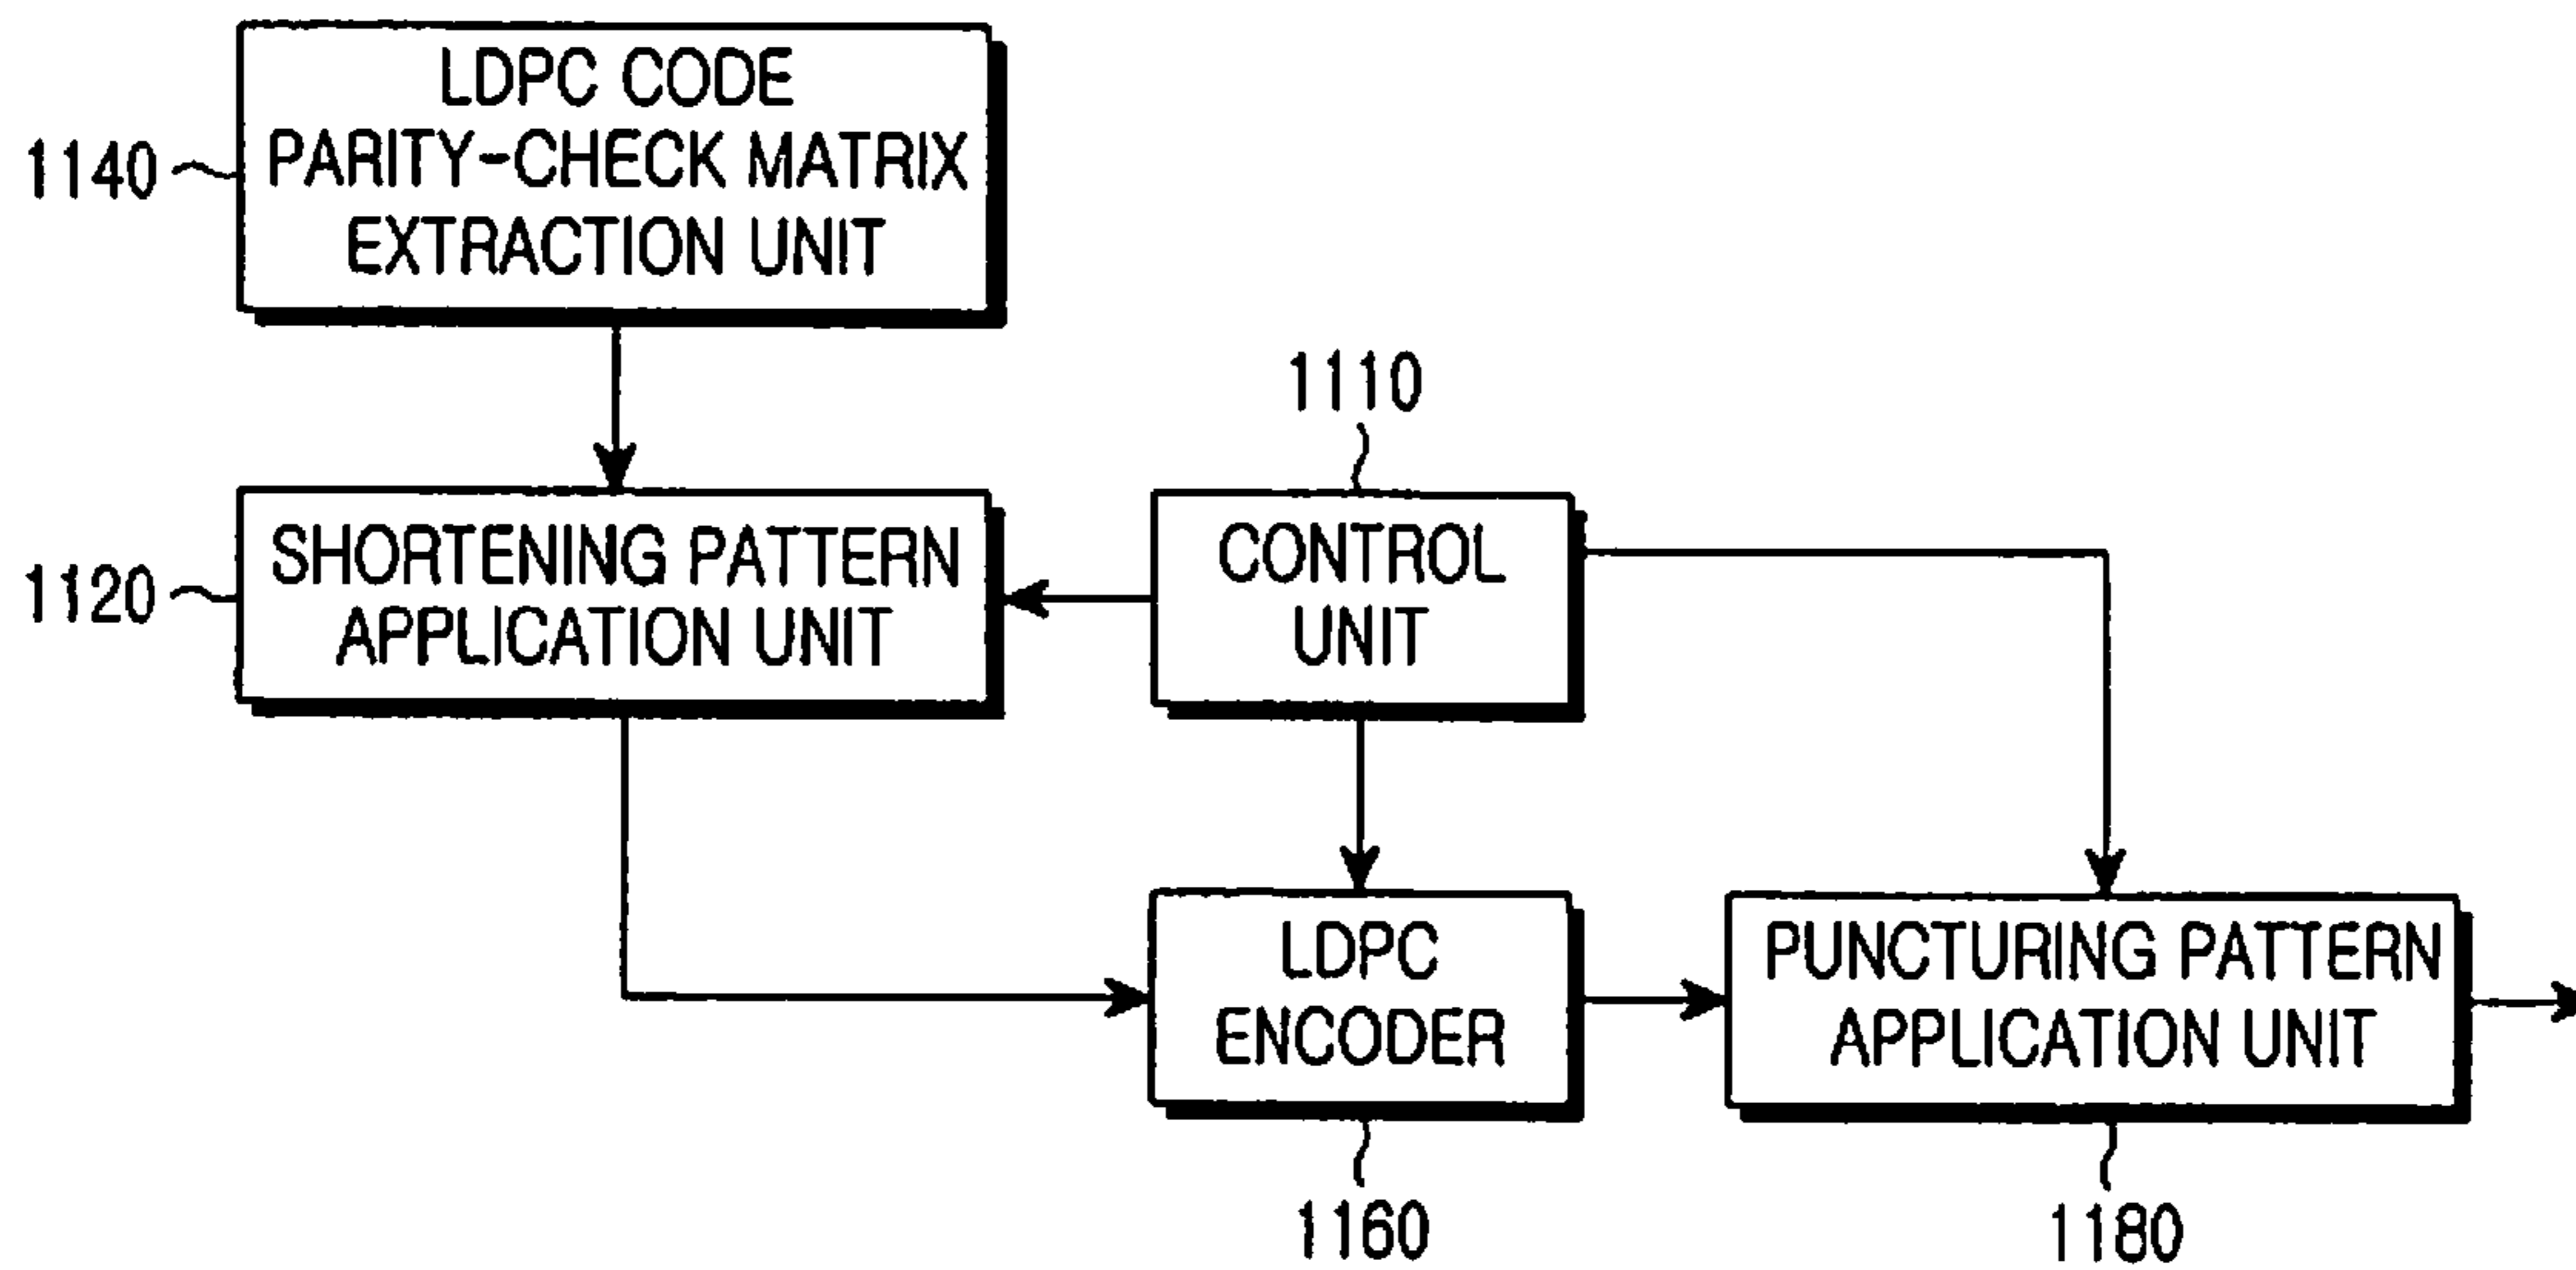 LDPC CODE
PARITY-CHECK MATRIX
EXTRACTION UNIT
1140
1110
SHORTENING PATTERN
APPLICATION UNIT
1120
CONTROL
UNIT
LDPC
ENCODER
PUNCTURING PATTERN
APPLICATION UNIT
1160
1180